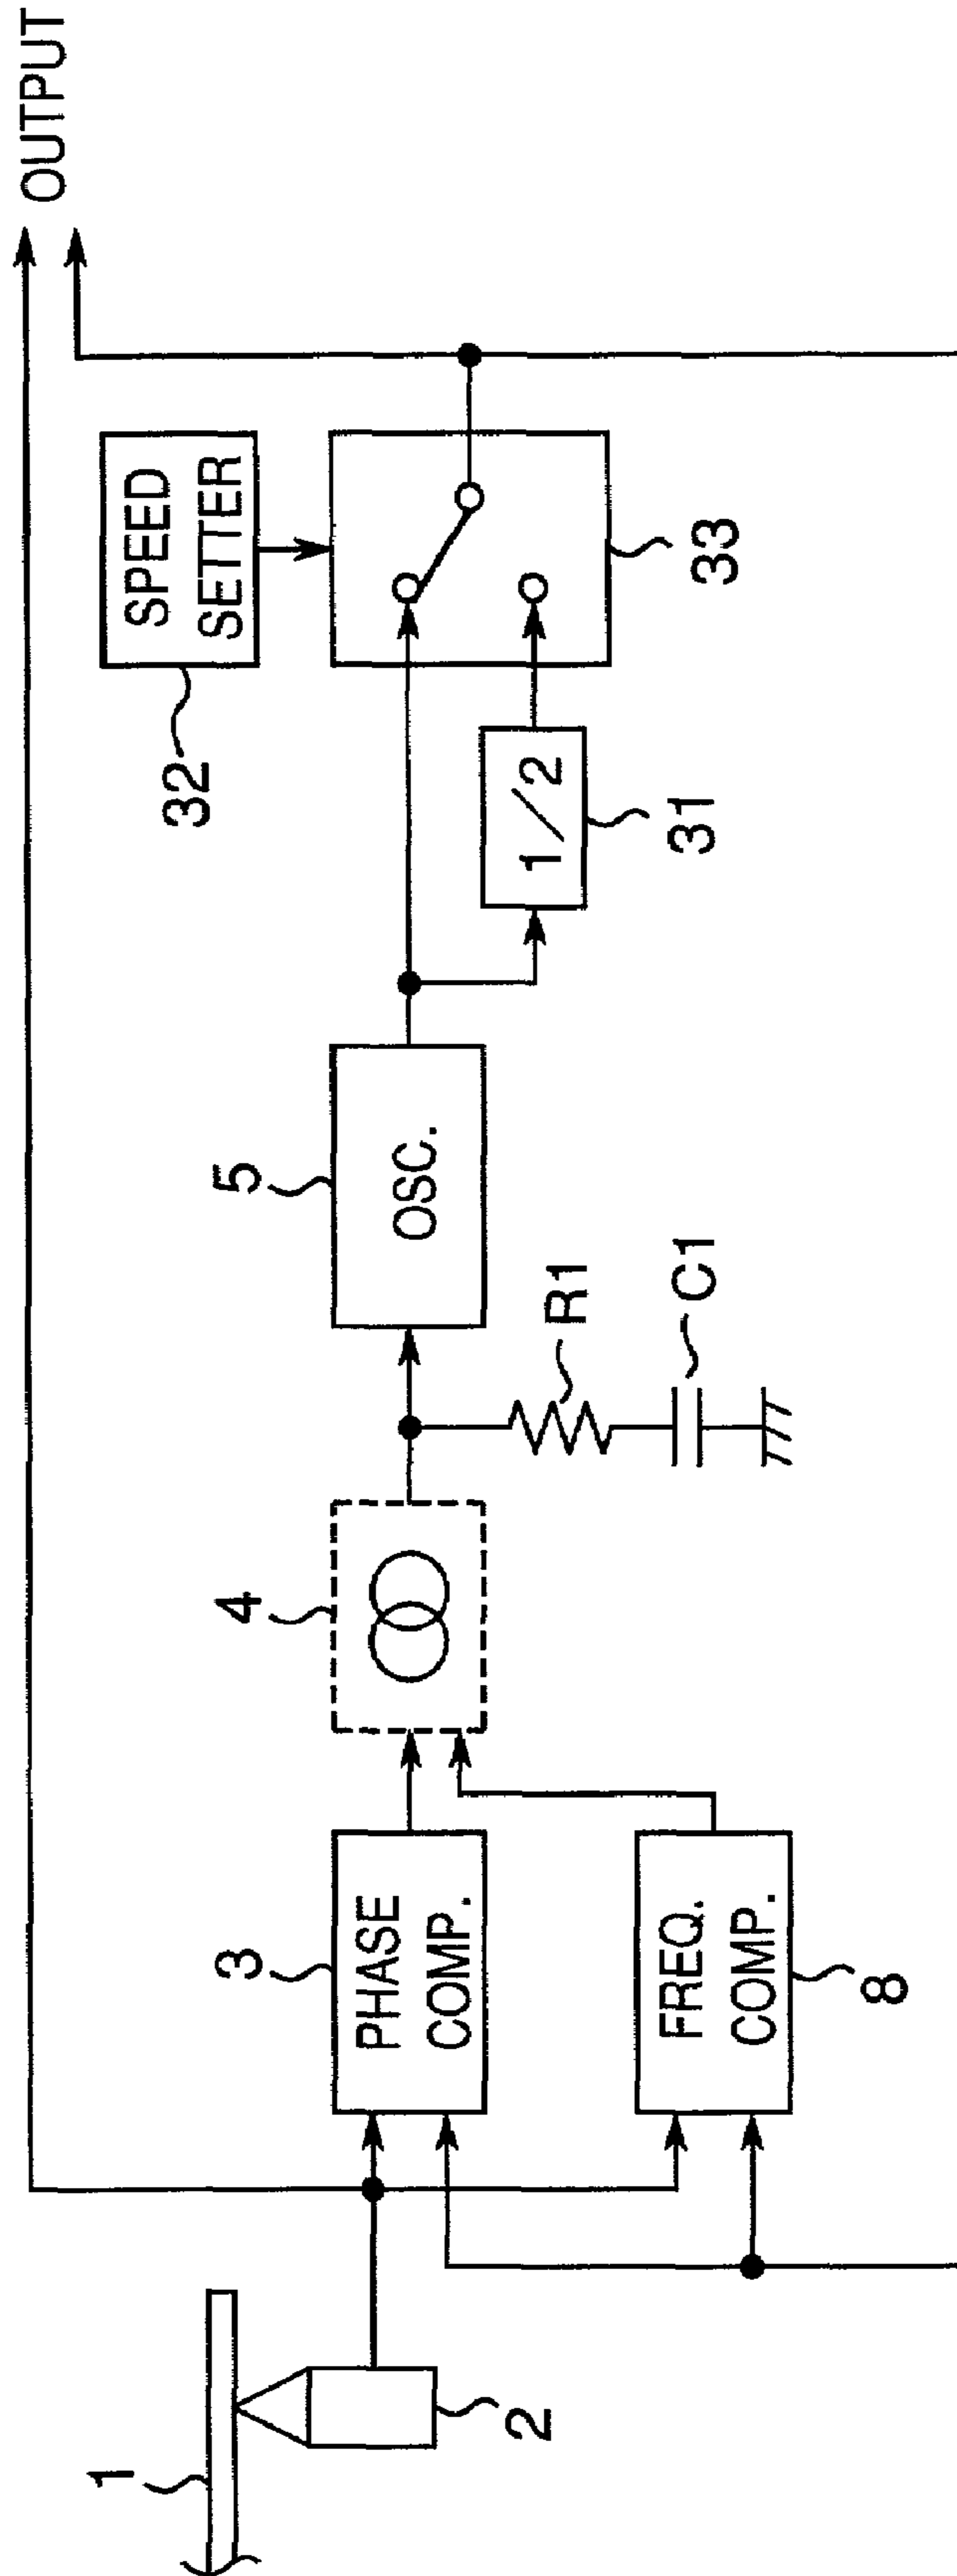 OUTPUT
SPEED
SETTER
32
33
1/2
31
5
OSC.
R1
C1
4
3
PHASE
COMP.
FREQ.
COMP.
8
1
2